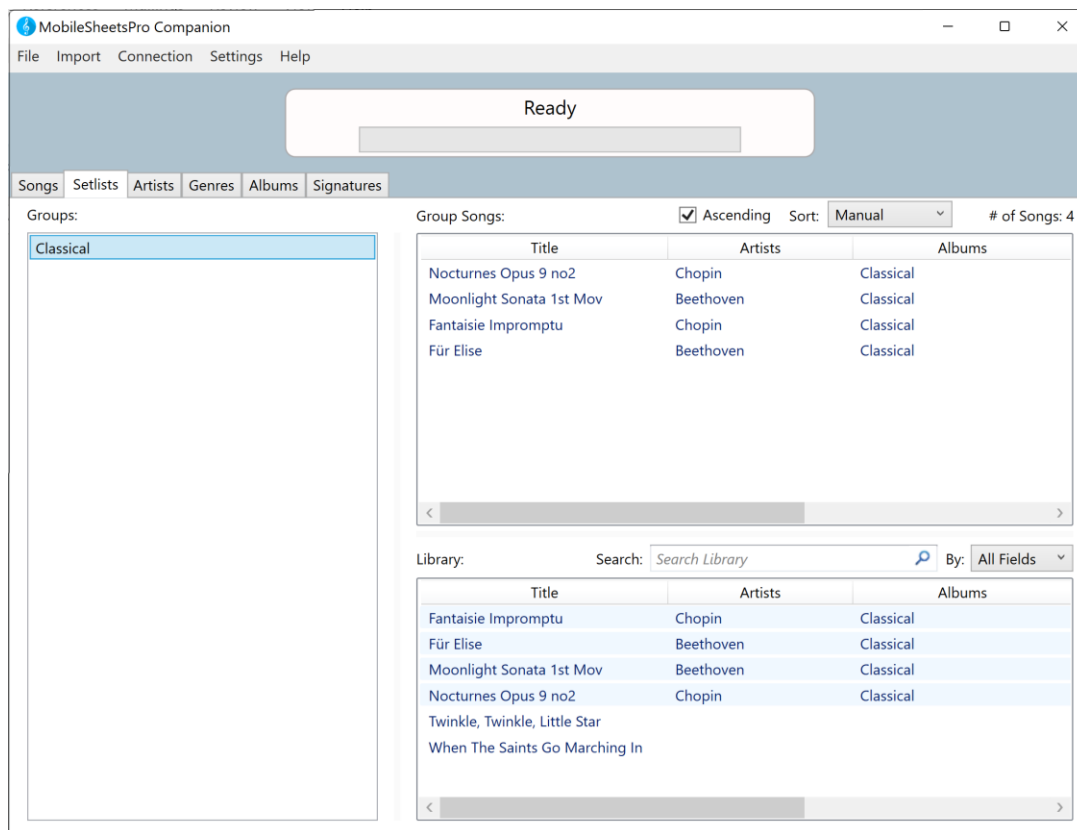 MobileSheetsPro Companion
File Import Connection Settings Help
Ready
Songs Setlists Artists Genres Albums Signatures
Groups:
Classical
Group Songs: Ascending Sort: Manual # of Songs: 4
Title Artists Albums
Nocturnes Opus 9 no2 Chopin Classical
Moonlight Sonata 1st Mov Beethoven Classical
Fantaisie Impromptu Chopin Classical
Für Elise Beethoven Classical
Library: Search: Search Library By: All Fields
Title Artists Albums
Fantaisie Impromptu Chopin Classical
Für Elise Beethoven Classical
Moonlight Sonata 1st Mov Beethoven Classical
Nocturnes Opus 9 no2 Chopin Classical
Twinkle, Twinkle, Little Star
When The Saints Go Marching In